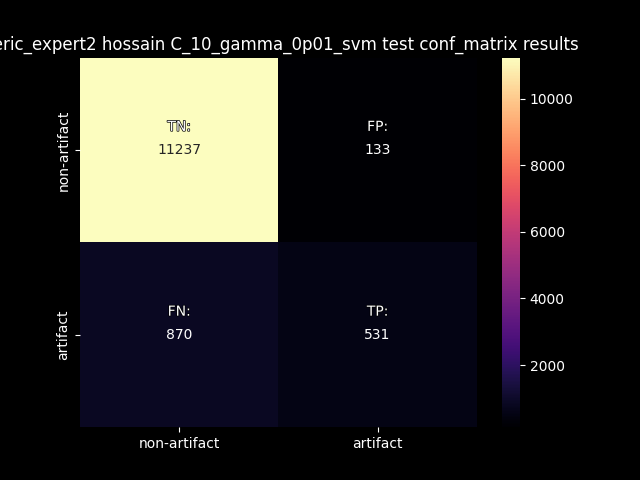 eric_expert2 hossain C_10_gamma_0p01_svm test conf_matrix results
non-artifact
TN:
11237
FP:
133
artifact
FN:
870
TP:
531
non-artifact
artifact
10000
8000
6000
4000
2000